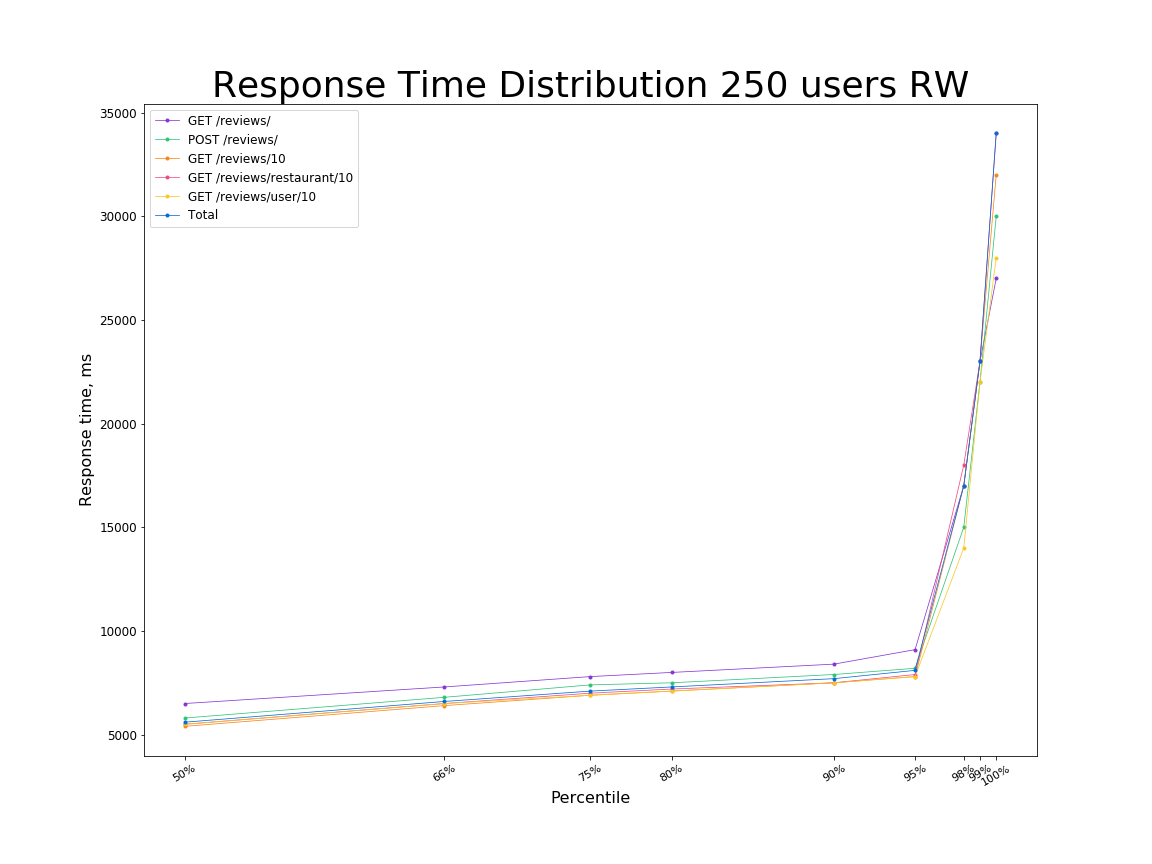 Response Time Distribution 250 users RW
35000
30000
25000
20000
15000
10000
5000
Response time, ms
GET /reviews/
POST /reviews/
GET /reviews/10
GET /reviews/restaurant/10
GET /reviews/user/10
Total
50% 66% 75% 80% 90% 95% 98% 99% 100%
Percentile